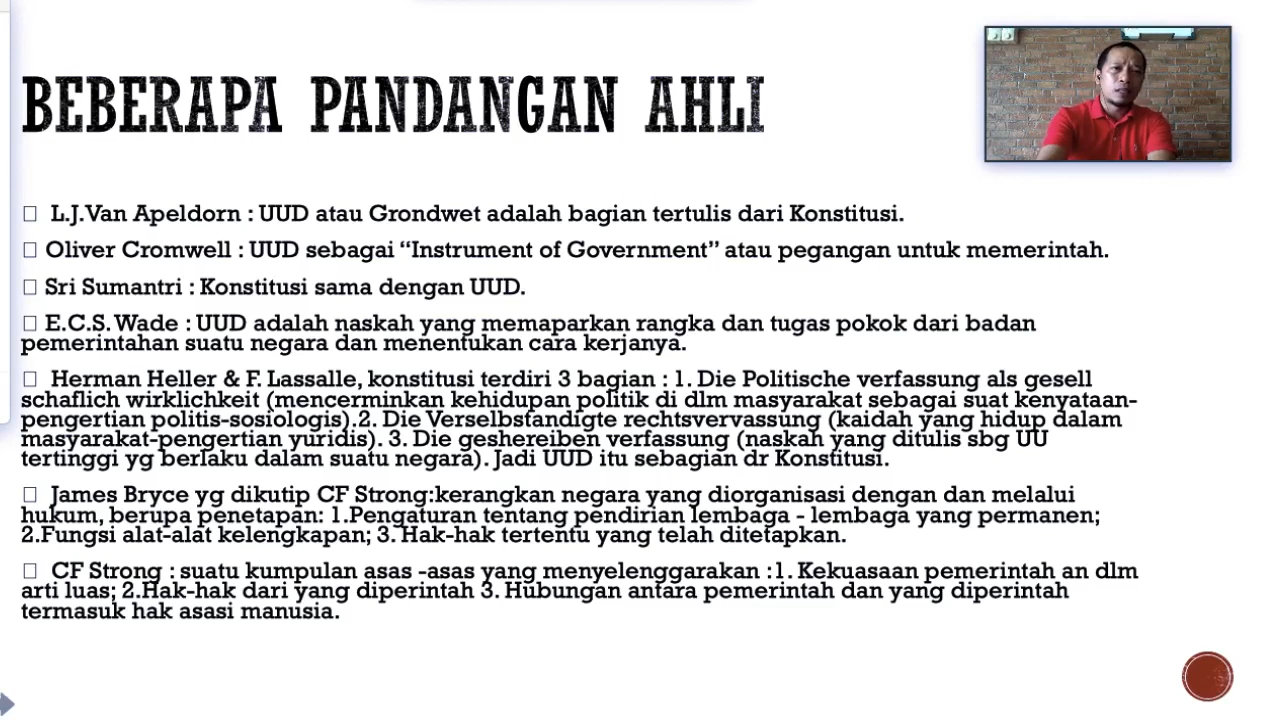 BEBERAPA PANDANGAN AHLI
L.J.Van Apeldorn : UUD atau Grondwet adalah bagian tertulis dari Konstitusi.
Oliver Cromwell : UUD sebagai “Instrument of Government” atau pegangan untuk memerintah.
Sri Sumantri : Konstitusi sama dengan UUD.
E.C.S. Wade : UUD adalah naskah yang memaparkan rangka dan tugas pokok dari badan
pemerintahan suatu negara dan menentukan cara kerjanya.
Herman Heller & F. Lassalle, konstitusi terdiri 3 bagian : 1. Die Politische verfassung als gesell
schaflich wirklichkeit (mencerminkan kehidupan politik di dlm masyarakat sebagai suat kenyataan-
pengertian politis-sosiologis).2. Die Verselbstandigte rechtsvervassung (kaidah yang hidup dalam
masyarakat-pengertian yuridis). 3. Die geshereiben verfassung (naskah yang ditulis sbg UU
tertinggi yg berlaku dalam suatu negara). Jadi UUD itu sebagian dr Konstitusi.
James Bryce yg dikutip CF Strong:kerangkan negara yang diorganisasi dengan dan melalui
hukum, berupa penetapan: 1.Pengaturan tentang pendirian lembaga - lembaga yang permanen;
2.Fungsi alat-alat kelengkapan; 3. Hak-hak tertentu yang telah ditetapkan.
CF Strong : suatu kumpulan asas -asas yang menyelenggarakan :1. Kekuasaan pemerintah an dlm
arti luas; 2.Hak-hak dari yang diperintah 3. Hubungan antara pemerintah dan yang diperintah
termasuk hak asasi manusia.